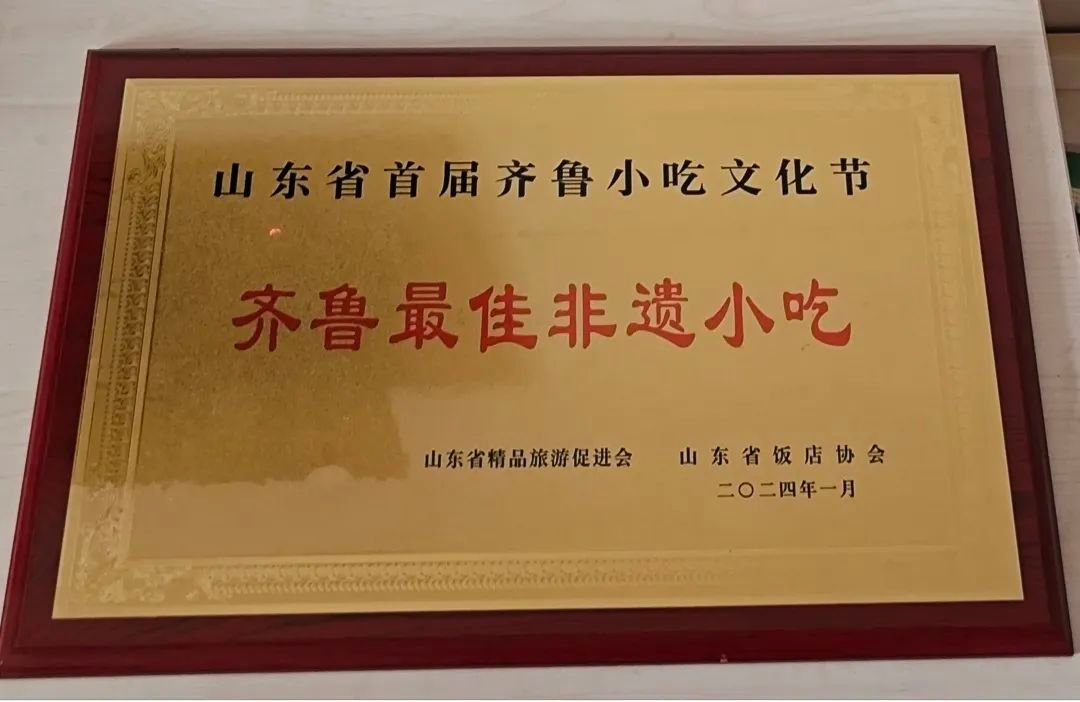 山东省首届齐鲁小吃文化节
齐鲁最佳非遗小吃
山东省精品旅游促进会 山东省饭店协会
二〇二四年一月